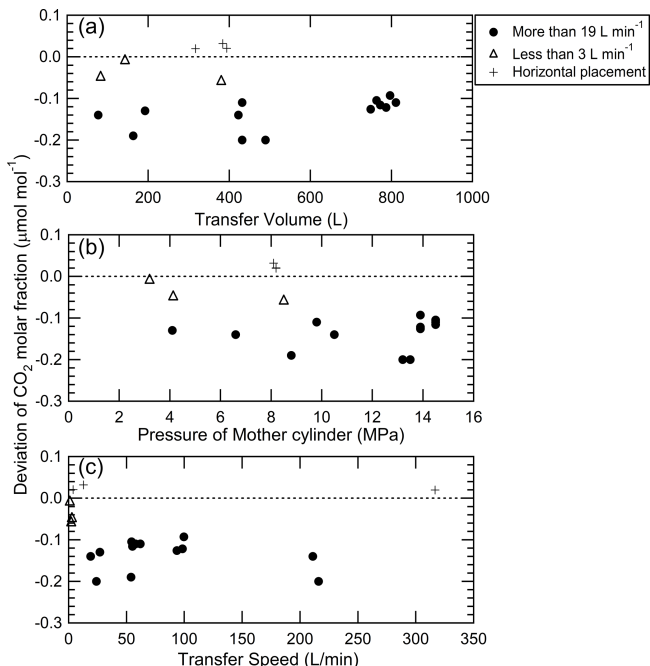 (a)
More than 19 L min⁻¹
Less than 3 L min⁻¹
Horizontal placement
0.1
0.0
-0.1
-0.2
-0.3
0 200 400 600 800 1000
Transfer Volume (L)
Deviation of CO₂ molar fraction (μmol mol⁻¹)
(b)
0.1
0.0
-0.1
-0.2
-0.3
0 2 4 6 8 10 12 14 16
Pressure of Mother cylinder (MPa)
(c)
0.1
0.0
-0.1
-0.2
-0.3
0 50 100 150 200 250 300 350
Transfer Speed (L/min)